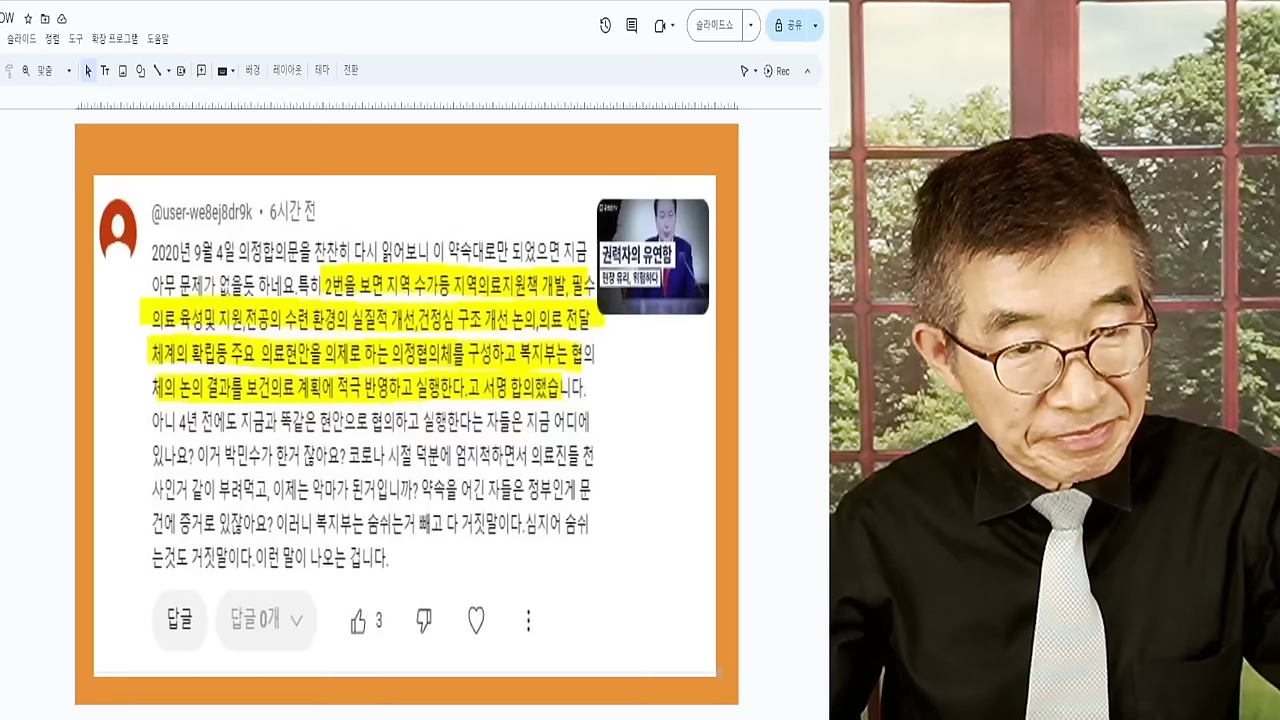 OW
슬라이드 정렬 도구 확장 프로그램 도움말
슬라이드쇼
공유
맞춤
Tт
배경 레이아웃 테마 전환
Rec
@user-we8ej8dr9k • 6시간 전
2020년 9월 4일 의정합의문을 찬찬히 다시 읽어보니 이 약속대로만 되었으면 지금
아무 문제가 없을듯 하네요.특히 2번을 보면 지역 수가등 지역의료지원책 개발, 필수
의료 육성및 지원,전공의 수련 환경의 실질적 개선,건정심 구조 개선 논의,의료 전달
체계의 확립등 주요 의료현안을 의제로 하는 의정협의체를 구성하고 복지부는 협의
체의 논의 결과를 보건의료 계획에 적극 반영하고 실행한다.고 서명 합의했습니다.
아니 4년 전에도 지금과 똑같은 현안으로 협의하고 실행한다는 자들은 지금 어디에
있나요? 이거 박민수가 한거 잖아요? 코로나 시절 덕분에 엄지척하면서 의료진들 천
사인거 같이 부려먹고, 이제는 악마가 된거입니까? 약속을 어긴 자들은 정부인게 문
건에 증거로 있잖아요? 이러니 복지부는 숨쉬는거 빼고 다 거짓말이다.심지어 숨쉬
는것도 거짓말이다.이런 말이 나오는 겁니다.
권력자의 유연함
현장 유리, 위험하다
답글
답글 0개
3